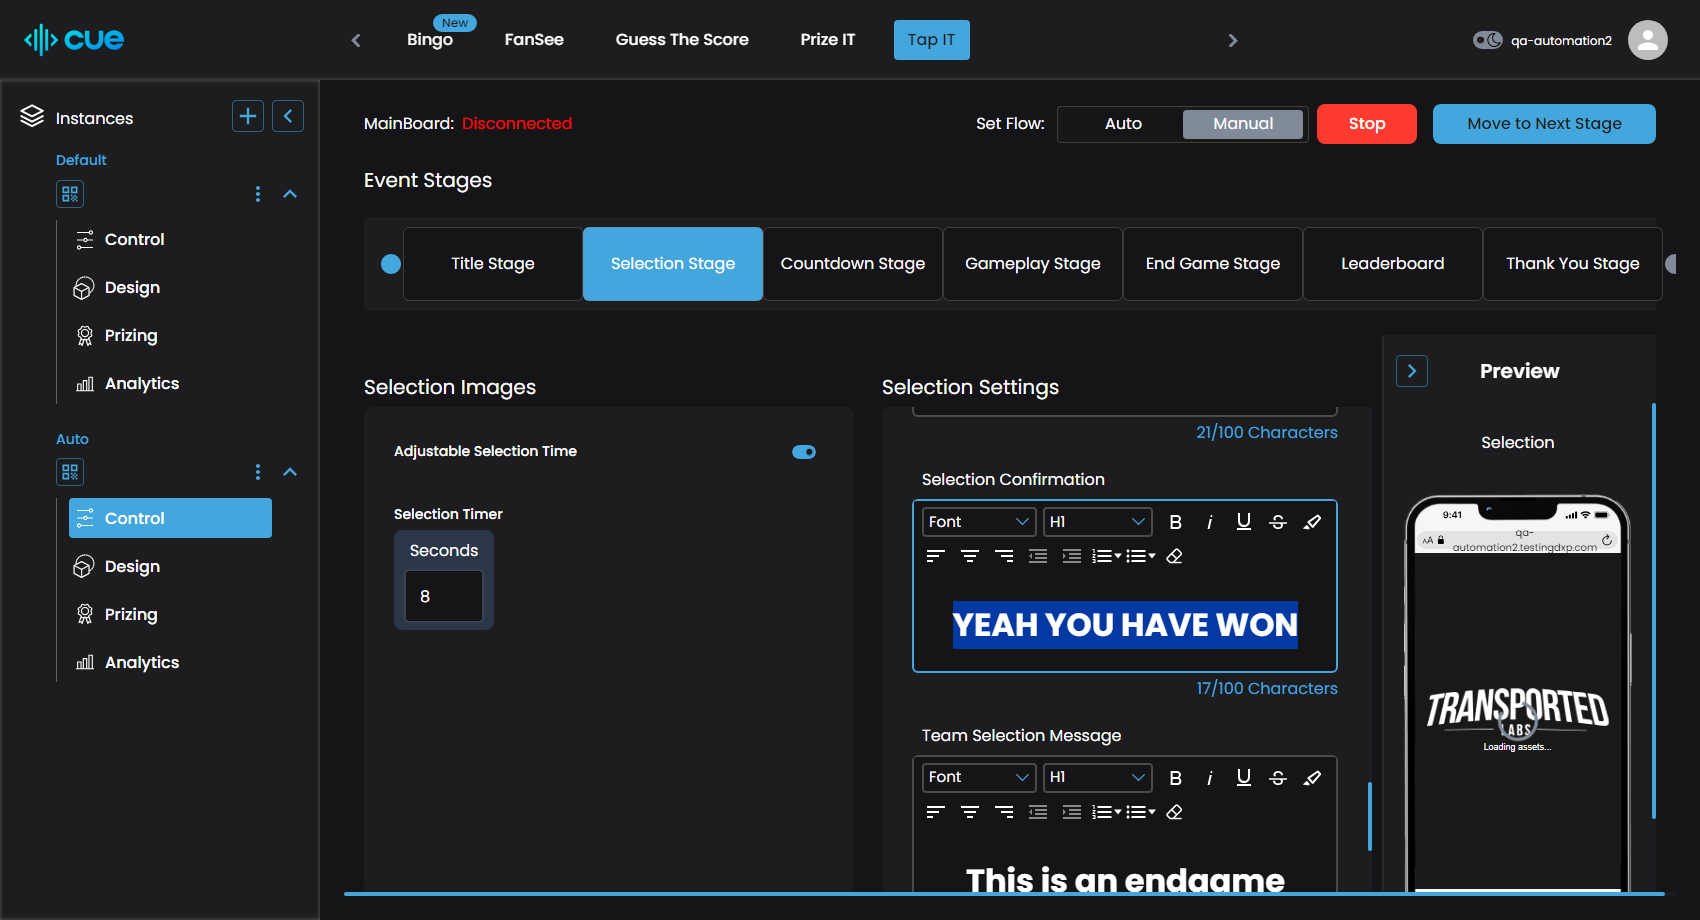 cue
New
Bingo
FanSee
Guess The Score
Prize IT
Tap IT
qa-automation2
Instances
Default
Control
Design
Prizing
Analytics
Auto
Control
Design
Prizing
Analytics
MainBoard: Disconnected
Set Flow:
Auto
Manual
Stop
Move to Next Stage
Event Stages
Title Stage
Selection Stage
Countdown Stage
Gameplay Stage
End Game Stage
Leaderboard
Thank You Stage
Selection Images
Adjustable Selection Time
Selection Timer
Seconds
8
Selection Settings
21/100 Characters
Selection Confirmation
Font
H1
B i U S
YEAH YOU HAVE WON
17/100 Characters
Team Selection Message
Font
H1
B i U S
This is an endgame
Preview
Selection
9:41
AA
qa-
automation2.testingdxp.com
TRANSPORTED
LABS
Loading assets...